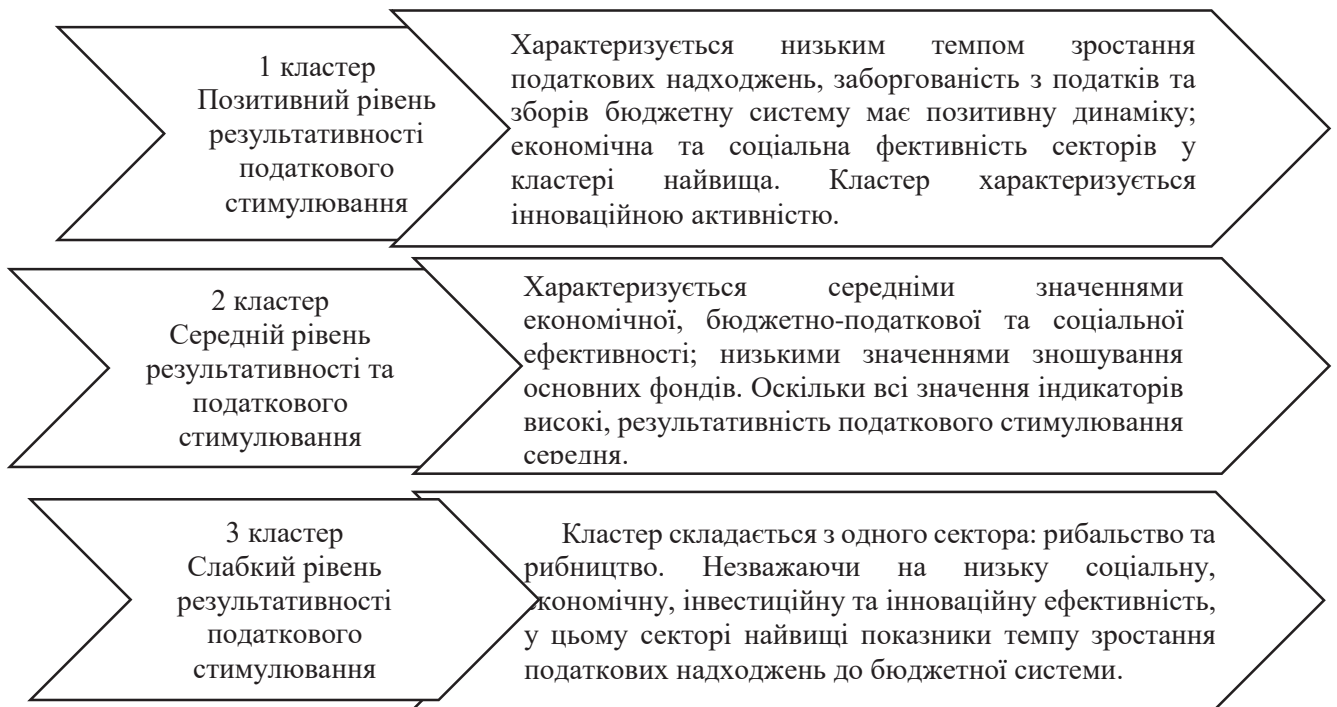 1 кластер
Позитивний рівень
результативності
податкового
стимулювання
Характеризується низьким темпом зростання
податкових надходжень, заборгованість з податків та
зборів бюджетну систему має позитивну динаміку;
економічна та соціальна фективність секторів у
кластері найвища. Кластер характеризується
інноваційною активністю.
2 кластер
Середній рівень
результативності та
податкового
стимулювання
Характеризується середніми значеннями
економічної, бюджетно-податкової та соціальної
ефективності; низькими значеннями зношування
основних фондів. Оскільки всі значення індикаторів
високі, результативність податкового стимулювання
середня.
3 кластер
Слабкий рівень
результативності
податкового
стимулювання
Кластер складається з одного сектора: рибальство та
рибництво. Незважаючи на низьку соціальну,
економічну, інвестиційну та інноваційну ефективність,
у цьому секторі найвищі показники темпу зростання
податкових надходжень до бюджетної системи.